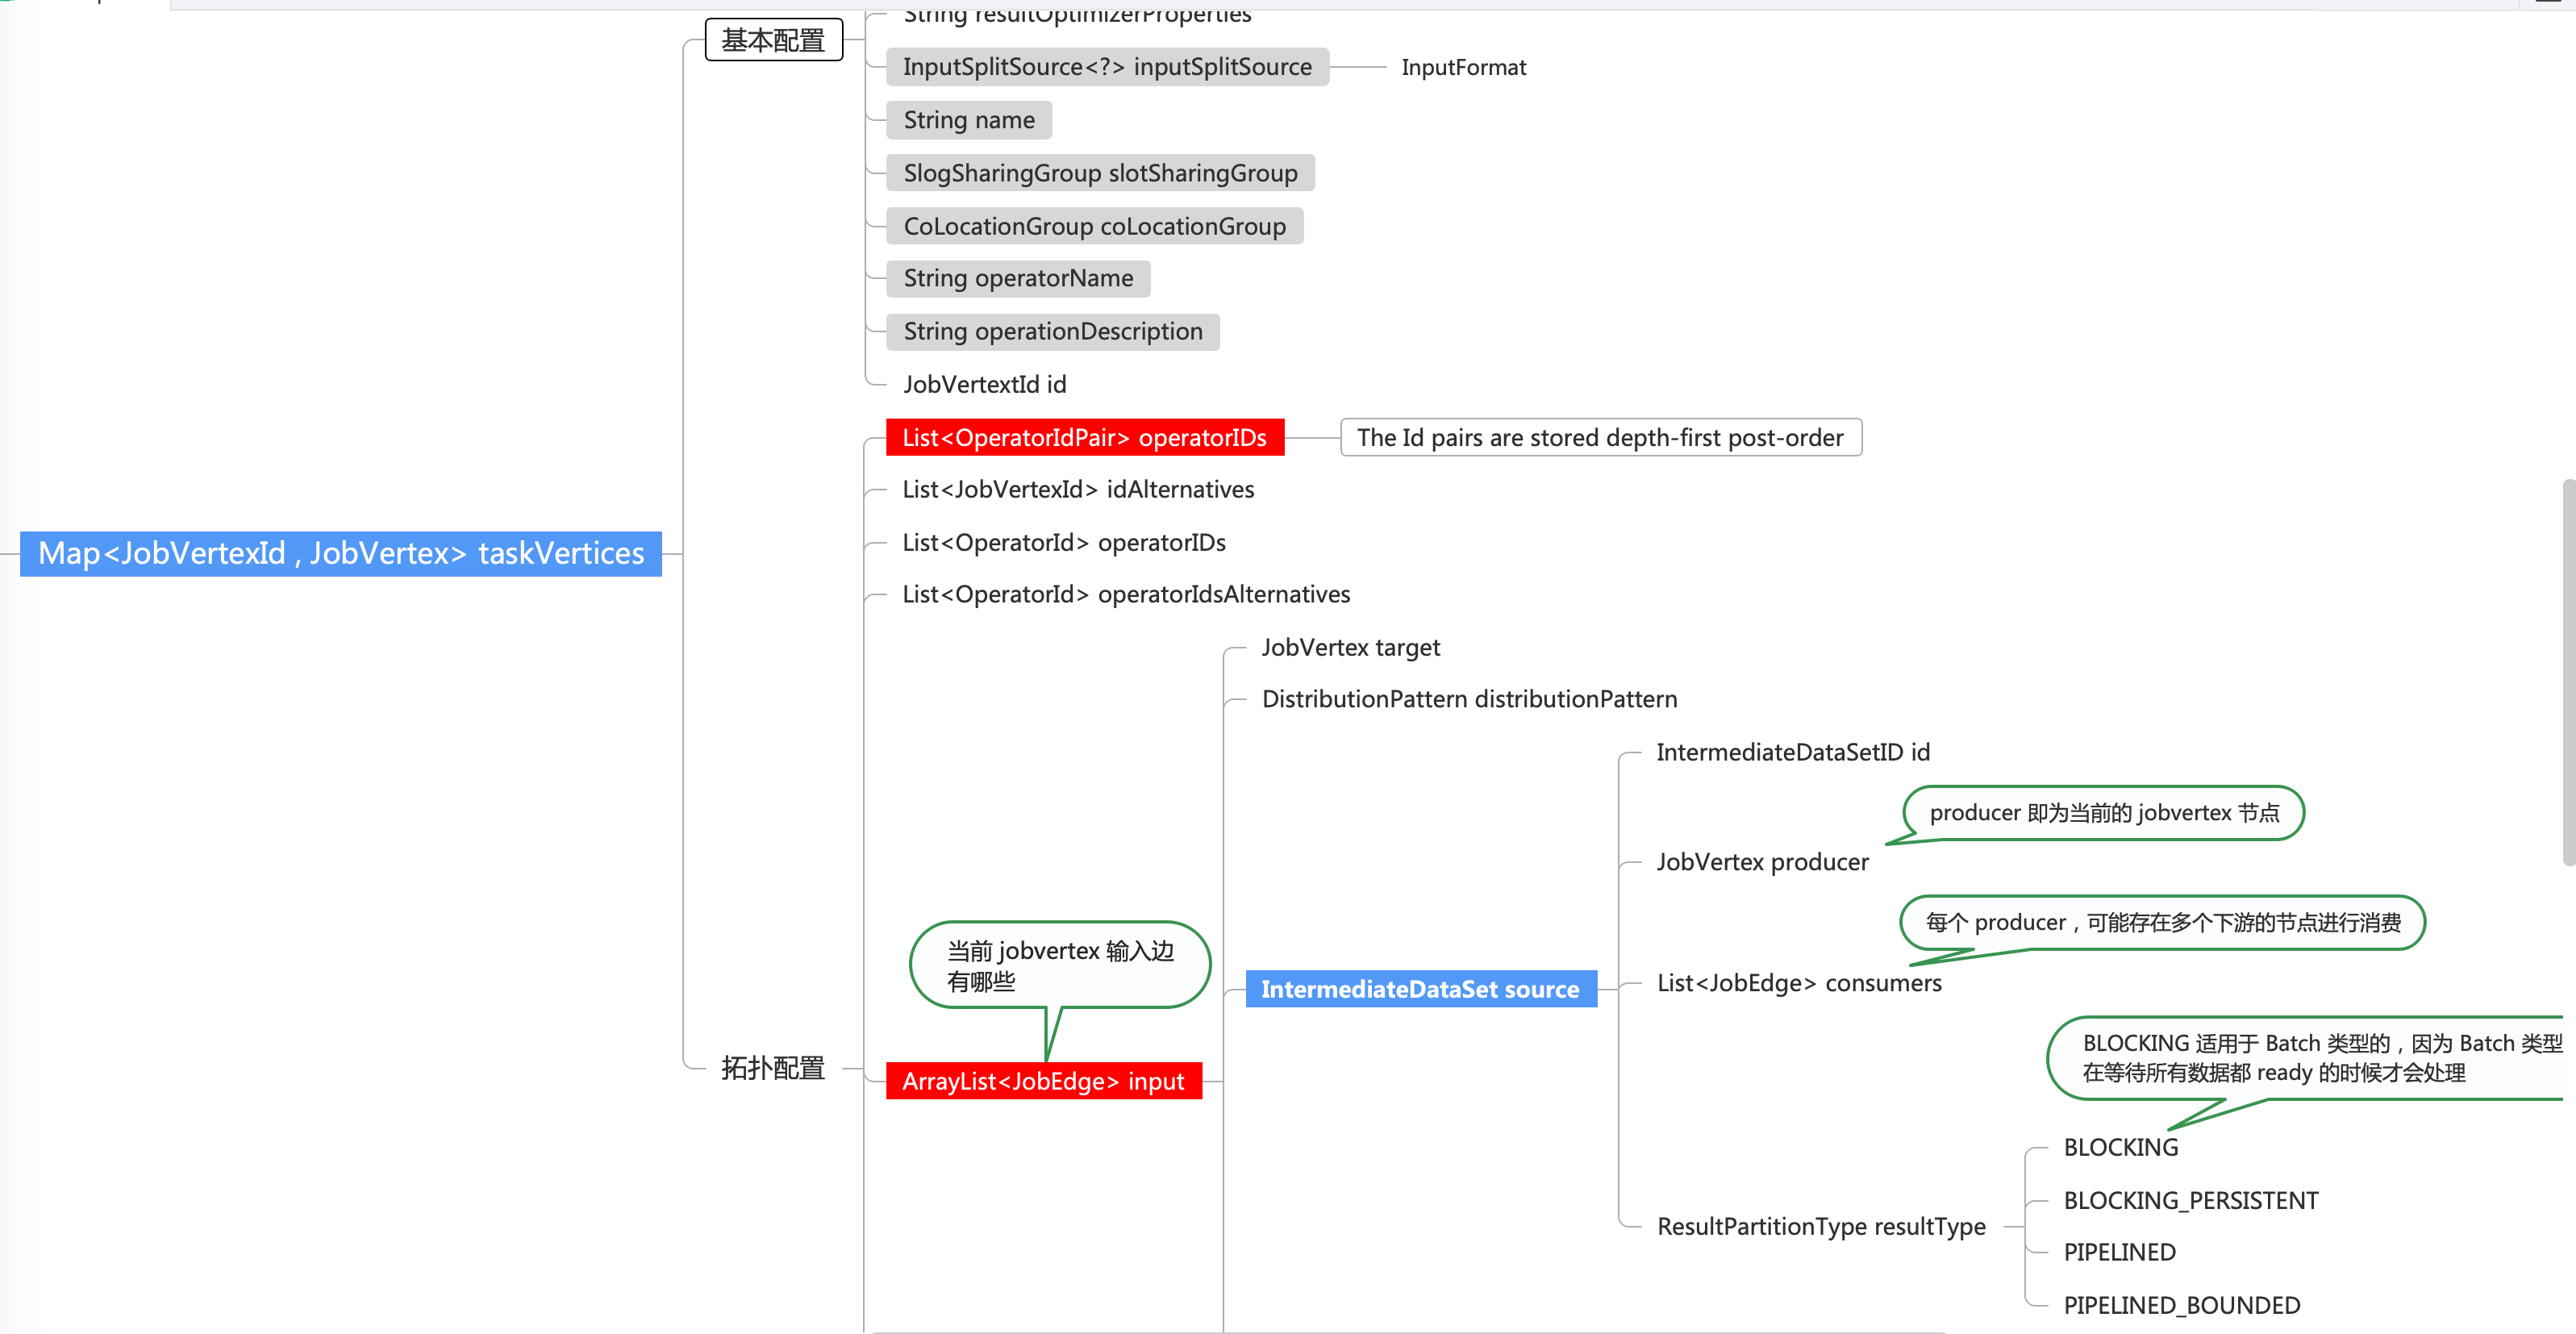 基本配置
String resultOptimizerProperties
InputSplitSource<?> inputSplitSource
InputFormat
String name
SlogSharingGroup slotSharingGroup
CoLocationGroup coLocationGroup
String operatorName
String operationDescription
JobVertextId id
List<OperatorIdPair> operatorIDs
The Id pairs are stored depth-first post-order
List<JobVertexId> idAlternatives
Map<JobVertexId , JobVertex> taskVertices
List<OperatorId> operatorIDs
List<OperatorId> operatorIdsAlternatives
JobVertex target
DistributionPattern distributionPattern
IntermediateDataSetID id
producer 即为当前的 jobvertex 节点
JobVertex producer
每个 producer，可能存在多个下游的节点进行消费
当前 jobvertex 输入边
有哪些
IntermediateDataSet source
List<JobEdge> consumers
BLOCKING 适用于 Batch 类型的，因为 Batch 类型
在等待所有数据都 ready 的时候才会处理
拓扑配置
ArrayList<JobEdge> input
BLOCKING
BLOCKING_PERSISTENT
ResultPartitionType resultType
PIPELINED
PIPELINED_BOUNDED